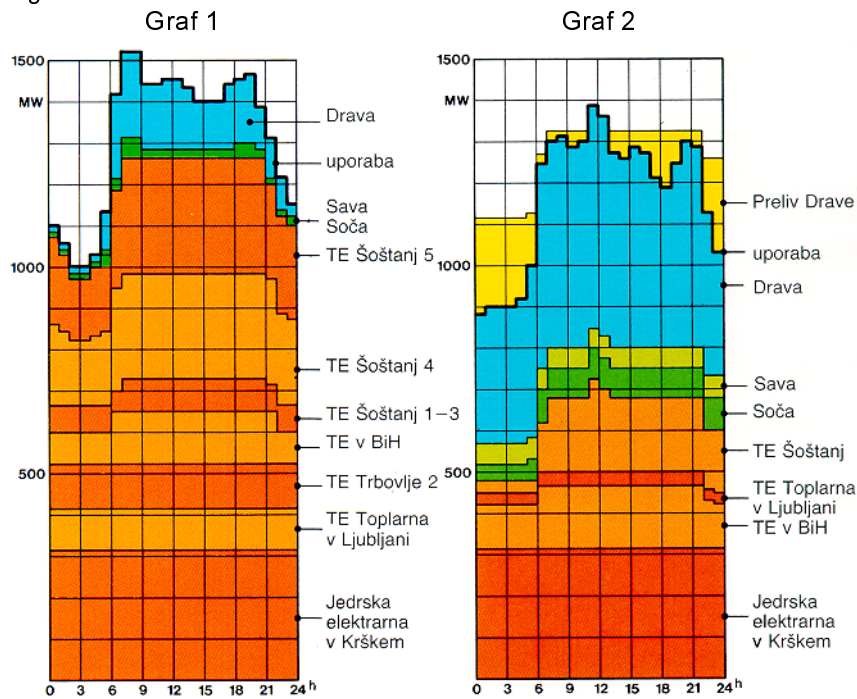 Graf 1
1500
MW
1000
500
0
0 3 6 9 12 15 18 21 24 h
Drava
uporaba
Sava
Soča
TE Šoštanj 5
TE Šoštanj 4
TE Šoštanj 1–3
TE v BiH
TE Trbovlje 2
TE Toplarna
v Ljubljani
Jedrska
elektrarna
v Krškem
Graf 2
1500
MW
1000
500
0 3 6 9 12 15 18 21 24 h
Preliv Drave
uporaba
Drava
Sava
Soča
TE Šoštanj
TE Toplarna
v Ljubljani
TE v BiH
Jedrska
elektrarna
v Krškem